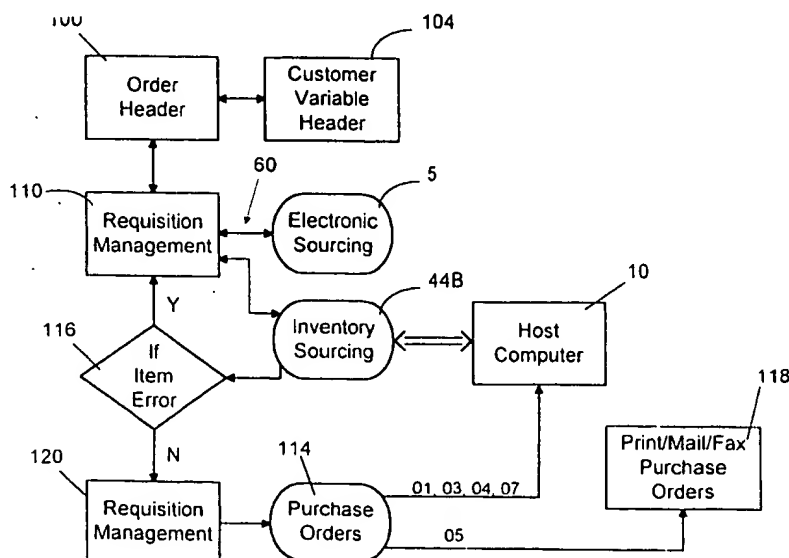 100
104
Order
Header
Customer
Variable
Header
60
110
5
Requisition
Management
Electronic
Sourcing
Y
44B
10
116
If
Item
Error
Inventory
Sourcing
Host
Computer
118
N
Print/Mail/Fax
Purchase
Orders
120
114
Requisition
Management
Purchase
Orders
01, 03, 04, 07
05